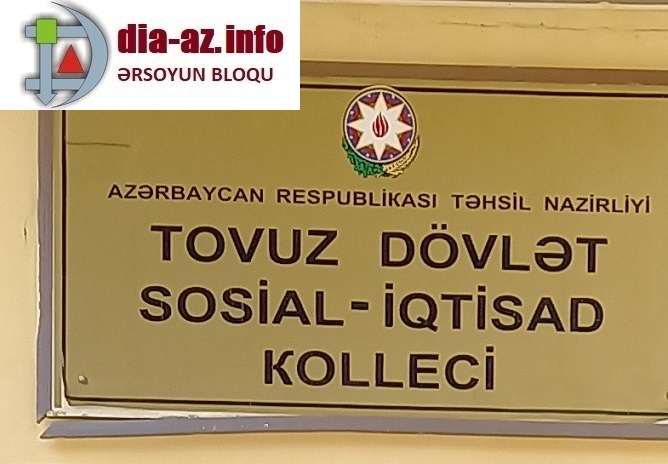 dia-az.info
ƏRSOYUN BLOQU
AZƏRBAYCAN RESPUBLİKASI TƏHSİL NAZİRLİYİ
TOVUZ DÖVLƏT
SOSİAL-İQTİSAD
KOLLECİ